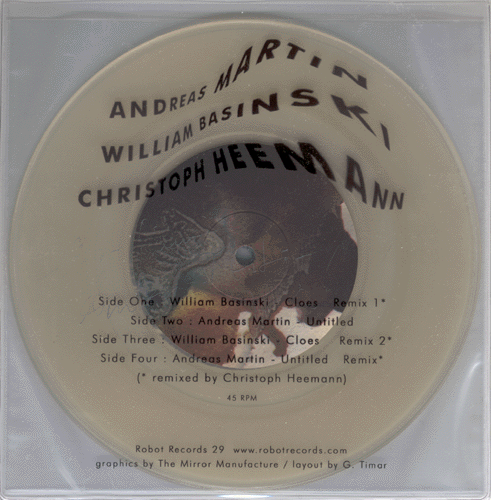 ANDREAS MARTIN
WILLIAM BASINSKI
CHRISTOPH HEEMANN
Side One : William Basinski - Cloes Remix 1*
Side Two : Andreas Martin - Untitled
Side Three : William Basinski - Cloes Remix 2*
Side Four : Andreas Martin - Untitled Remix*
(* remixed by Christoph Heemann)
45 RPM
Robot Records 29 www.robotrecords.com
graphics by The Mirror Manufacture / layout by G. Timar